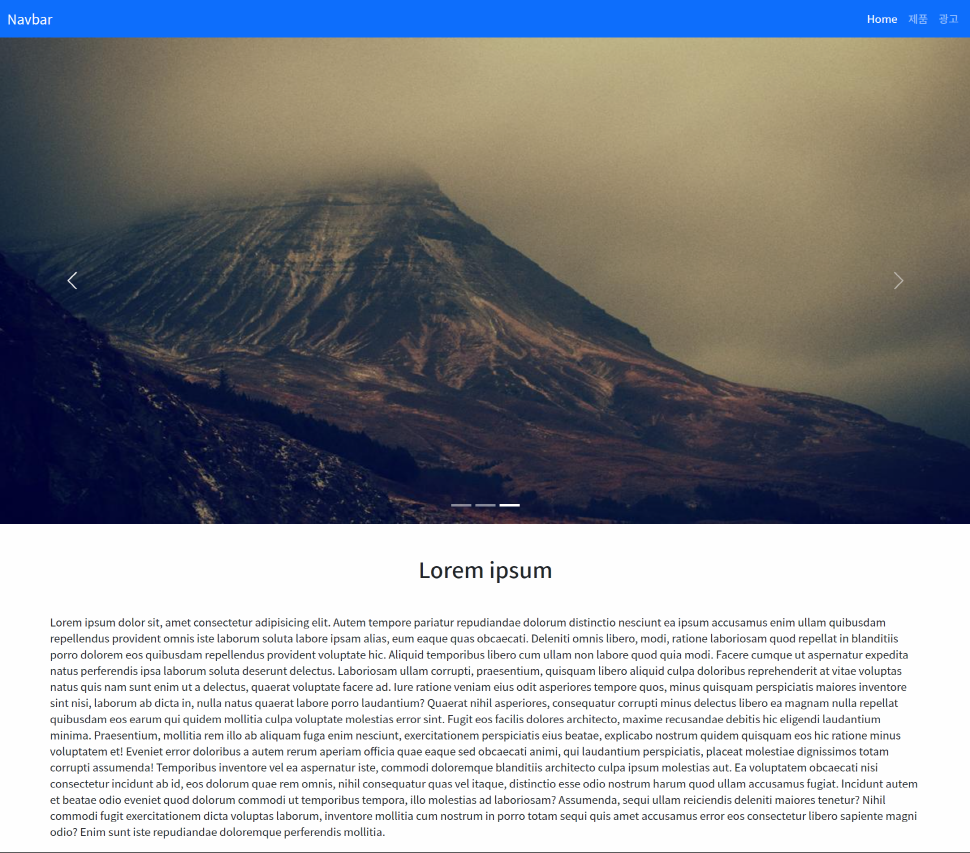 Navbar
Home 제품 광고
Lorem ipsum
Lorem ipsum dolor sit, amet consectetur adipisicing elit. Autem tempore pariatur repudiandae dolorum distinctio nesciunt ea ipsum accusamus enim ullam quibusdam
repellendus provident omnis iste laborum soluta labore ipsam alias, eum eaque quas obcaecati. Deleniti omnis libero, modi, ratione laboriosam quod repellat in blanditiis
porro dolorem eos quibusdam repellendus provident voluptate hic. Aliquid temporibus libero cum ullam non labore quod quia modi. Facere cumque ut aspernatur expedita
natus perferendis ipsa laborum soluta deserunt delectus. Laboriosam ullam corrupti, praesentium, quisquam libero aliquid culpa doloribus reprehenderit at vitae voluptas
natus quis nam sunt enim ut a delectus, quaerat voluptate facere ad. Iure ratione veniam eius odit asperiores tempore quos, minus quisquam perspiciatis maiores inventore
sint nisi, laborum ab dicta in, nulla natus quaerat labore porro laudantium? Quaerat nihil asperiores, consequatur corrupti minus delectus libero ea magnam nulla repellat
quibusdam eos earum qui quidem mollitia culpa voluptate molestias error sint. Fugit eos facilis dolores architecto, maxime recusandae debitis hic eligendi laudantium
minima. Praesentium, mollitia rem illo ab aliquam fuga enim nesciunt, exercitationem perspiciatis eius beatae, explicabo nostrum quidem quisquam eos hic ratione minus
voluptatem et! Eveniet error doloribus a autem rerum aperiam officia quae eaque sed obcaecati animi, qui laudantium perspiciatis, placeat molestiae dignissimos totam
corrupti assumenda! Temporibus inventore vel ea aspernatur iste, commodi doloremque blanditiis architecto culpa ipsum molestias aut. Ea voluptatem obcaecati nisi
consectetur incidunt ab id, eos dolorum quae rem omnis, nihil consequatur quas vel itaque, distinctio esse odio nostrum harum quod ullam accusamus fugiat. Incidunt autem
et beatae odio eveniet quod dolorum commodi ut temporibus tempora, illo molestias ad laboriosam? Assumenda, sequi ullam reiciendis deleniti maiores tenetur? Nihil
commodi fugit exercitationem dicta voluptas laborum, inventore mollitia cum nostrum in porro totam sequi quis amet accusamus error eos consectetur libero sapiente magni
odio? Enim sunt iste repudiandae doloremque perferendis mollitia.